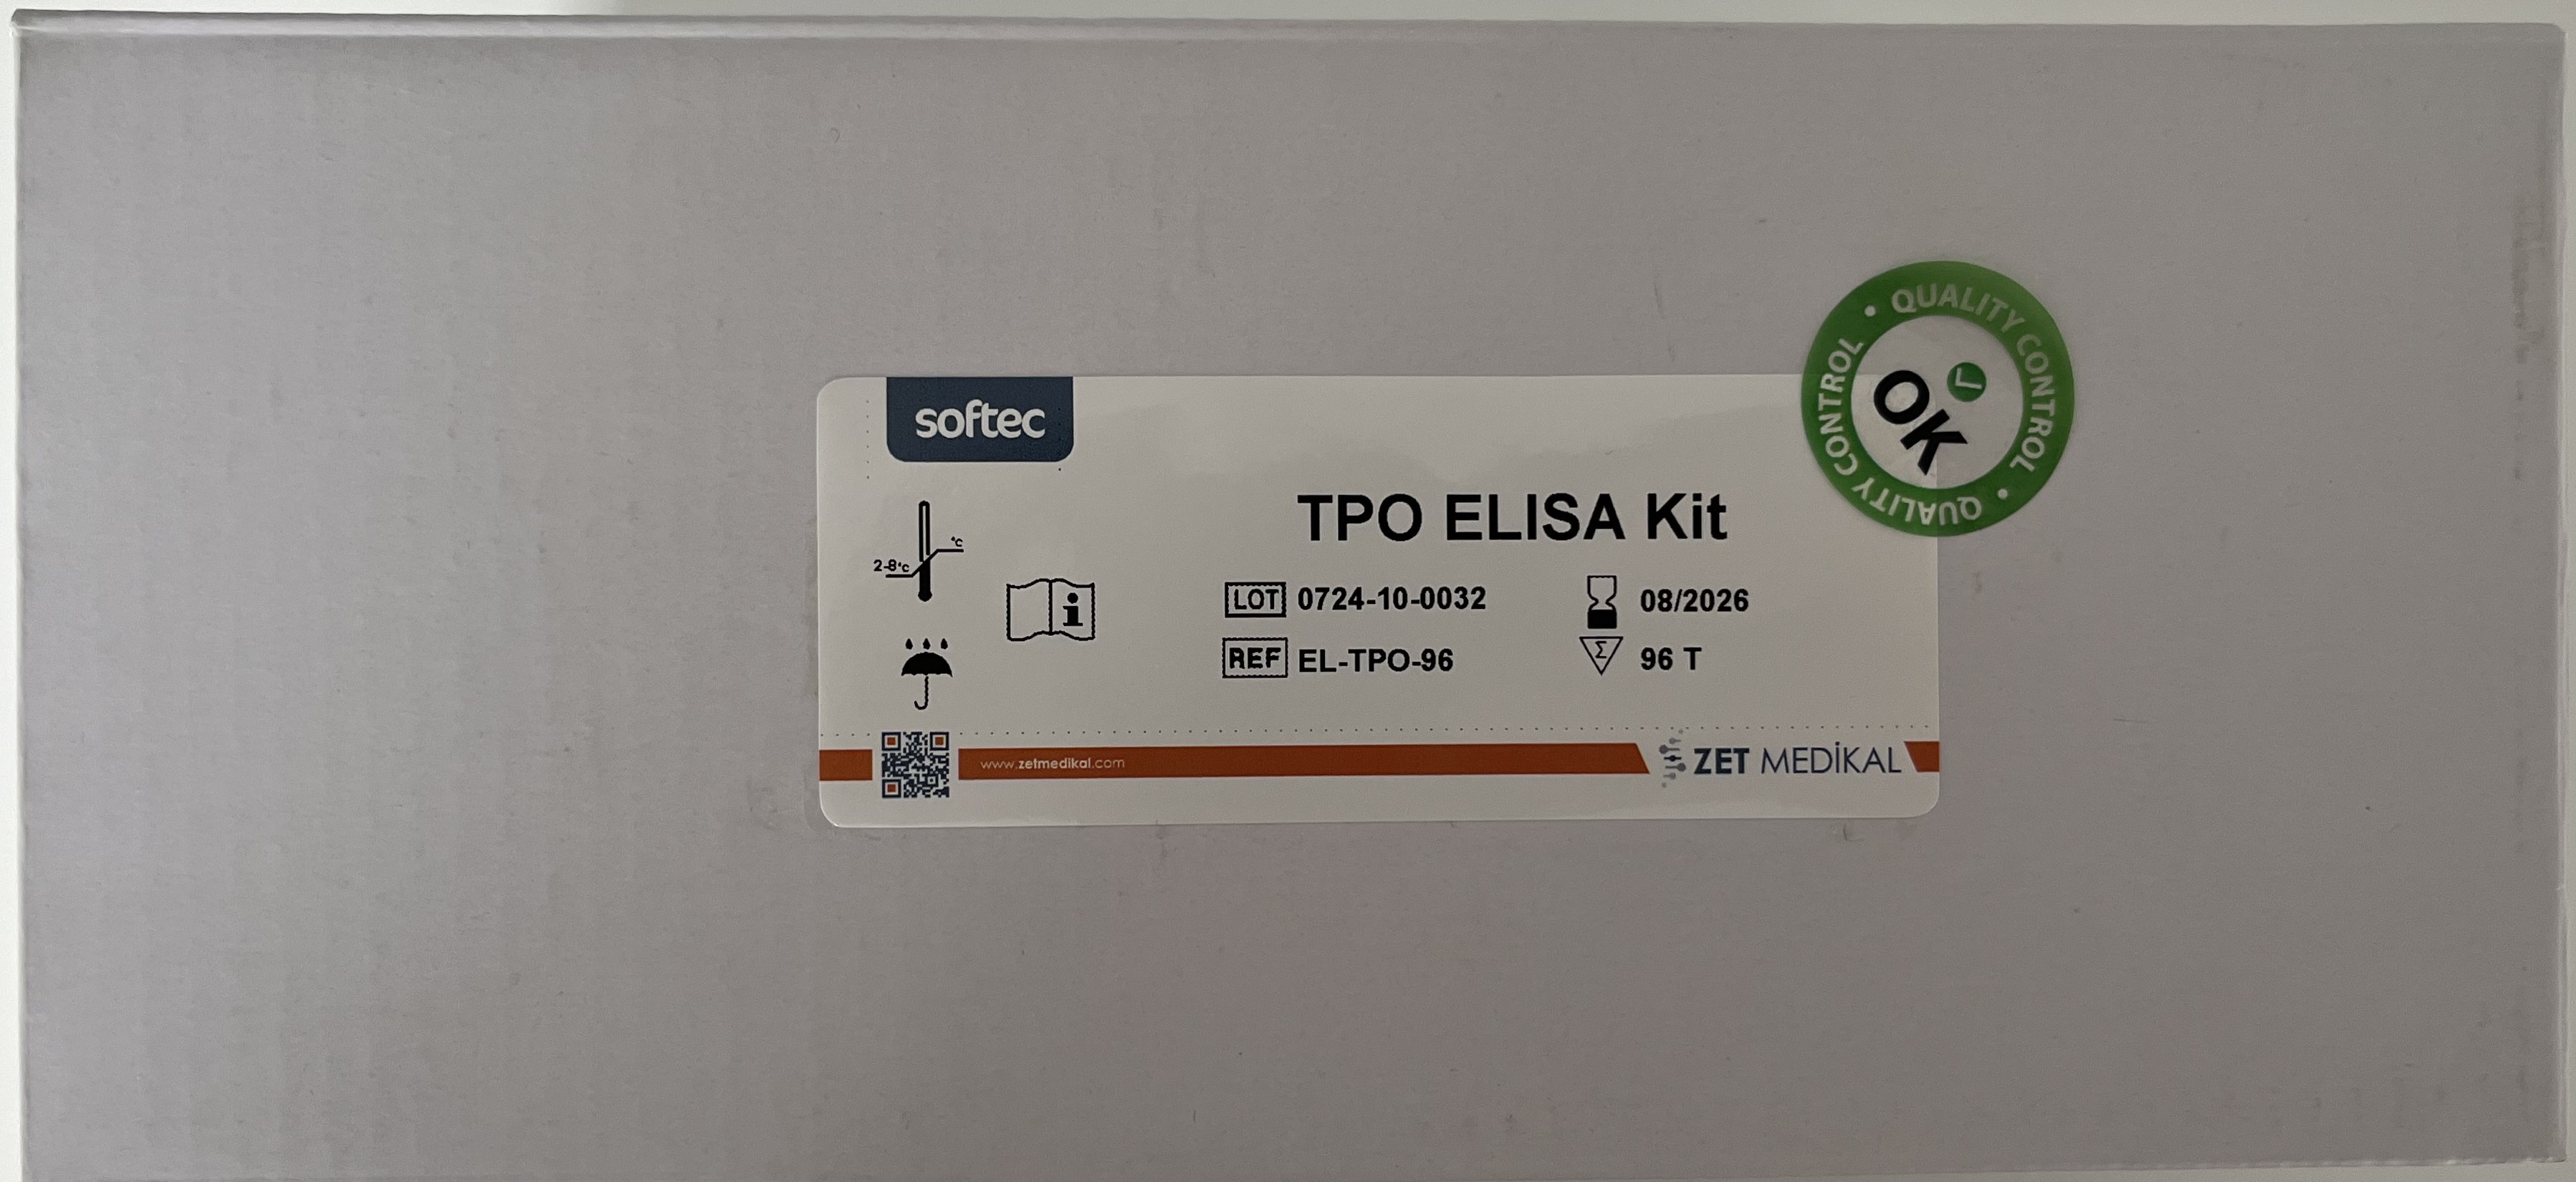 softec
QUALITY CONTROL • QUALITY CONTROL •
OK
TPO ELISA Kit
°C
2-8°C
i
LOT 0724-10-0032
08/2026
REF EL-TPO-96
Σ 96 T
www.zetmedikal.com
ZET MEDİKAL